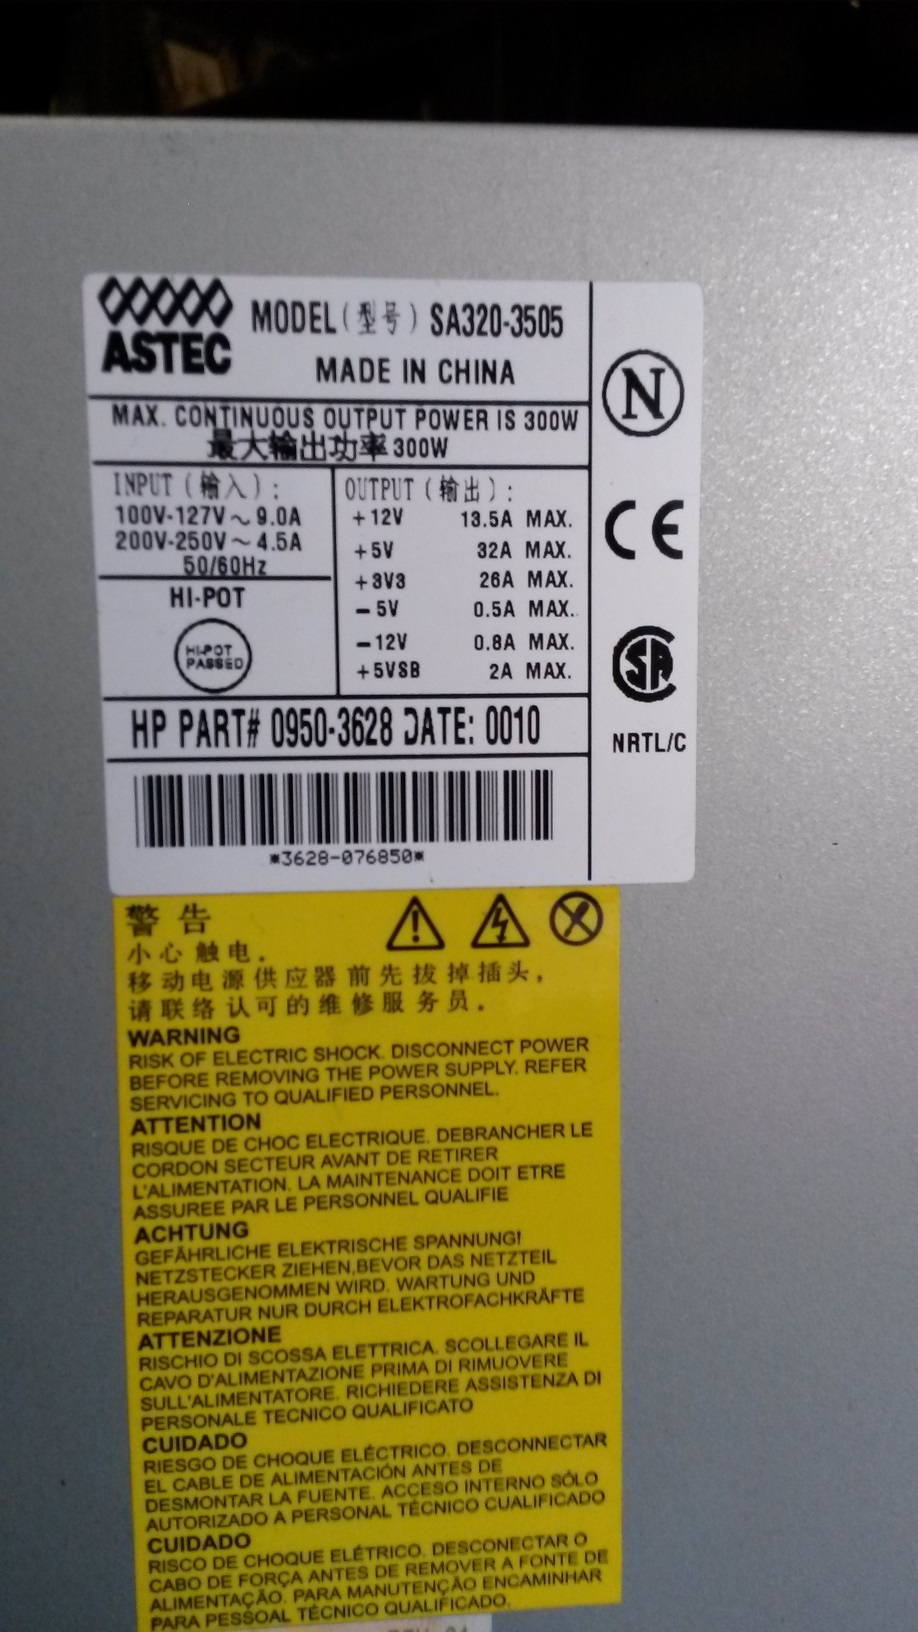 ASTEC
MODEL(型号) SA320-3505
MADE IN CHINA
MAX. CONTINUOUS OUTPUT POWER IS 300W
最大输出功率 300W
INPUT (输入) :
100V-127V ~ 9.0A
200V-250V ~ 4.5A
50/60Hz
HI-POT
HI-POT
PASSED
OUTPUT (输出) :
+12V 13.5A MAX.
+5V 32A MAX.
+3V3 26A MAX.
-5V 0.5A MAX.
-12V 0.8A MAX.
+5VSB 2A MAX.
N
CE
SA
NRTL/C
HP PART# 0950-3628 DATE: 0010
*3628-076850*
警告
小心触电.
移动电源供应器前先拔掉插头,
请联络认可的维修服务员.
WARNING
RISK OF ELECTRIC SHOCK. DISCONNECT POWER
BEFORE REMOVING THE POWER SUPPLY. REFER
SERVICING TO QUALIFIED PERSONNEL.
ATTENTION
RISQUE DE CHOC ELECTRIQUE. DEBRANCHER LE
CORDON SECTEUR AVANT DE RETIRER
L'ALIMENTATION. LA MAINTENANCE DOIT ETRE
ASSUREE PAR LE PERSONNEL QUALIFIE
ACHTUNG
GEFÄHRLICHE ELEKTRISCHE SPANNUNG!
NETZSTECKER ZIEHEN,BEVOR DAS NETZTEIL
HERAUSGENOMMEN WIRD. WARTUNG UND
REPARATUR NUR DURCH ELEKTROFACHKRÄFTE
ATTENZIONE
RISCHIO DI SCOSSA ELETTRICA. SCOLLEGARE IL
CAVO D'ALIMENTAZIONE PRIMA DI RIMUOVERE
SULL'ALIMENTATORE. RICHIEDERE ASSISTENZA DI
PERSONALE TECNICO QUALIFICATO
CUIDADO
RIESGO DE CHOQUE ELÉCTRICO. DESCONNECTAR
EL CABLE DE ALIMENTACIÓN ANTES DE
DESMONTAR LA FUENTE. ACCESO INTERNO SÓLO
AUTORIZADO A PERSONAL TÉCNICO CUALIFICADO
CUIDADO
RISCO DE CHOQUE ELÉTRICO. DESCONECTAR O
CABO DE FORÇA ANTES DE REMOVER A FONTE DE
ALIMENTAÇÃO. PARA MANUTENÇÃO ENCAMINHAR
PARA PESSOAL TÉCNICO QUALIFICADO.